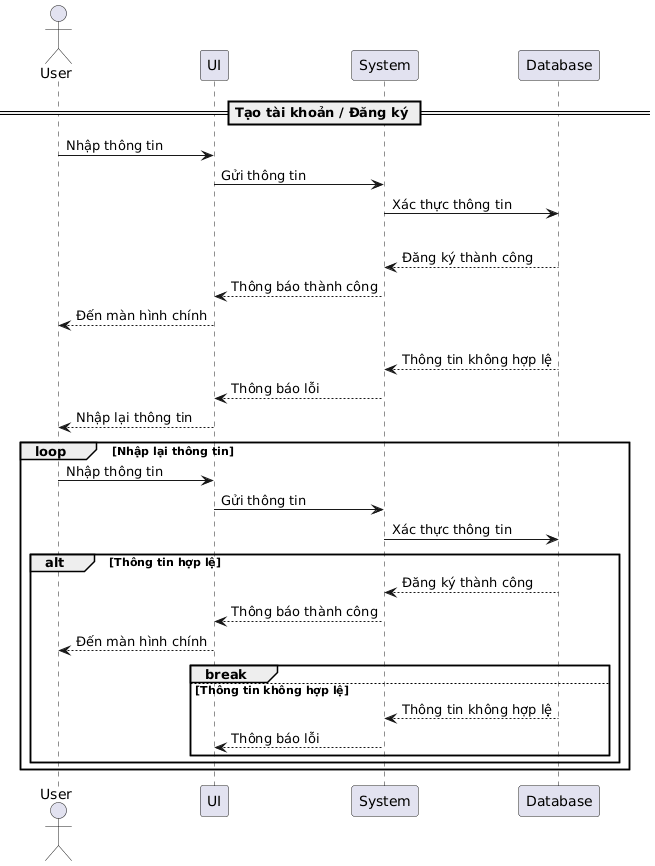 User
UI
System
Database
Tạo tài khoản / Đăng ký
Nhập thông tin
Gửi thông tin
Xác thực thông tin
Đăng ký thành công
Thông báo thành công
Đến màn hình chính
Thông tin không hợp lệ
Thông báo lỗi
Nhập lại thông tin
loop [Nhập lại thông tin]
Nhập thông tin
Gửi thông tin
Xác thực thông tin
alt [Thông tin hợp lệ]
Đăng ký thành công
Thông báo thành công
Đến màn hình chính
break
[Thông tin không hợp lệ]
Thông tin không hợp lệ
Thông báo lỗi
User
UI
System
Database